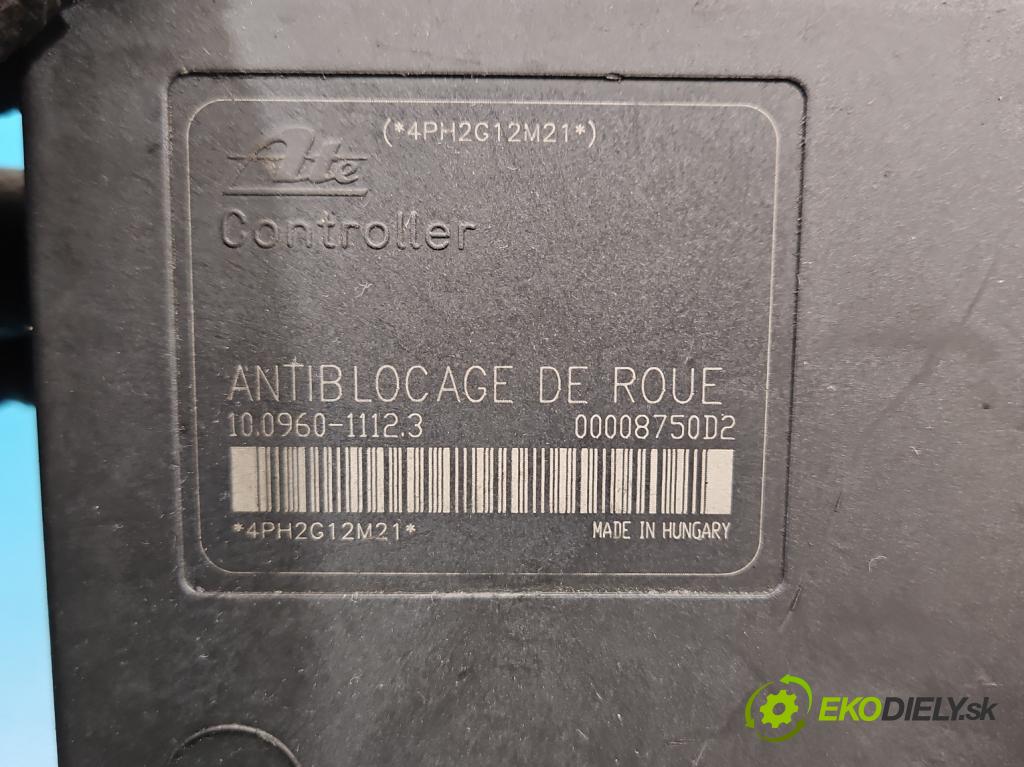 (*4PH2G12M21*)
Ate
Controller
ANTIBLOCAGE DE ROUE
10.0960-1112.3 00008750D2
*4PH2G12M21* MADE IN HUNGARY
EKODIELY.sk